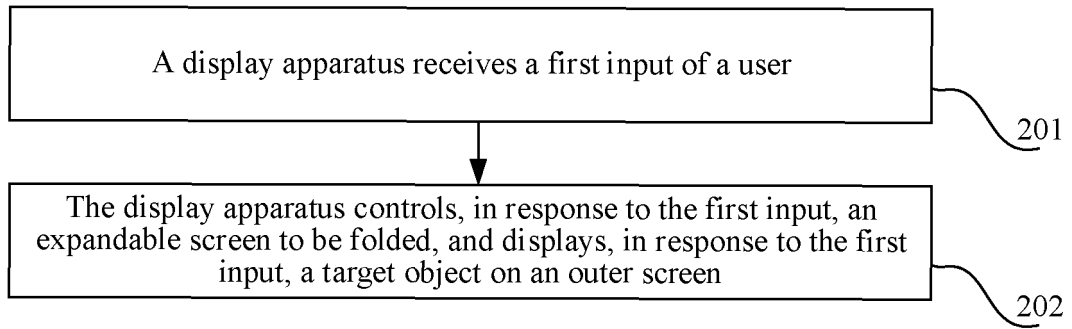 A display apparatus receives a first input of a user
201
The display apparatus controls, in response to the first input, an
expandable screen to be folded, and displays, in response to the first
input, a target object on an outer screen
202